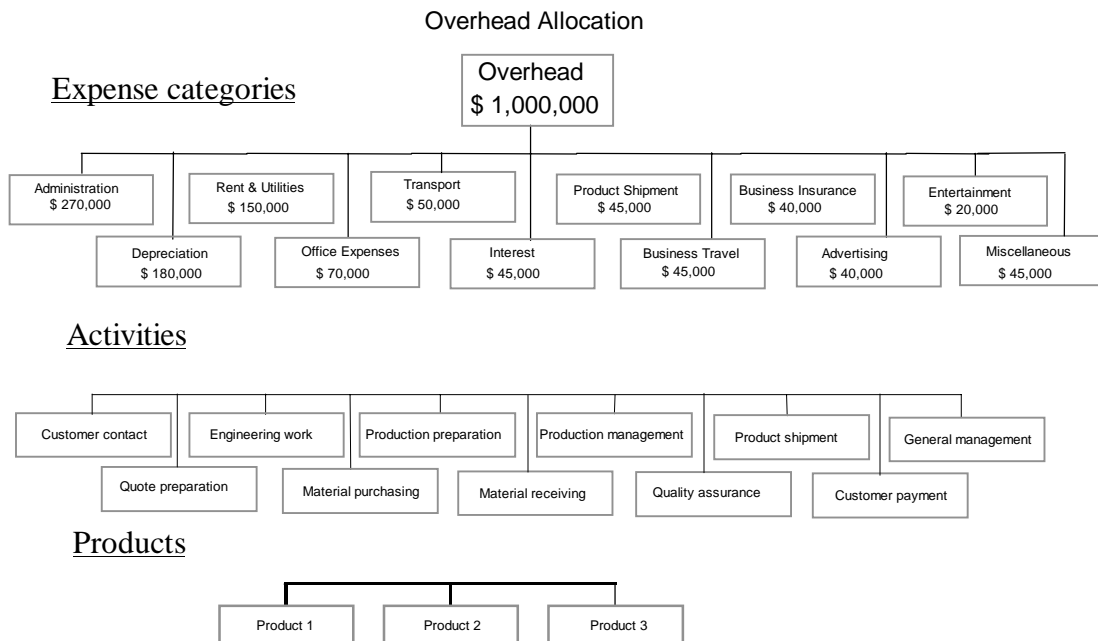 Overhead Allocation
Expense categories
Overhead
$ 1,000,000
Administration
$ 270,000
Rent & Utilities
$ 150,000
Transport
$ 50,000
Product Shipment
$ 45,000
Business Insurance
$ 40,000
Entertainment
$ 20,000
Depreciation
$ 180,000
Office Expenses
$ 70,000
Interest
$ 45,000
Business Travel
$ 45,000
Advertising
$ 40,000
Miscellaneous
$ 45,000
Activities
Customer contact
Engineering work
Production preparation
Production management
Product shipment
General management
Quote preparation
Material purchasing
Material receiving
Quality assurance
Customer payment
Products
Product 1
Product 2
Product 3